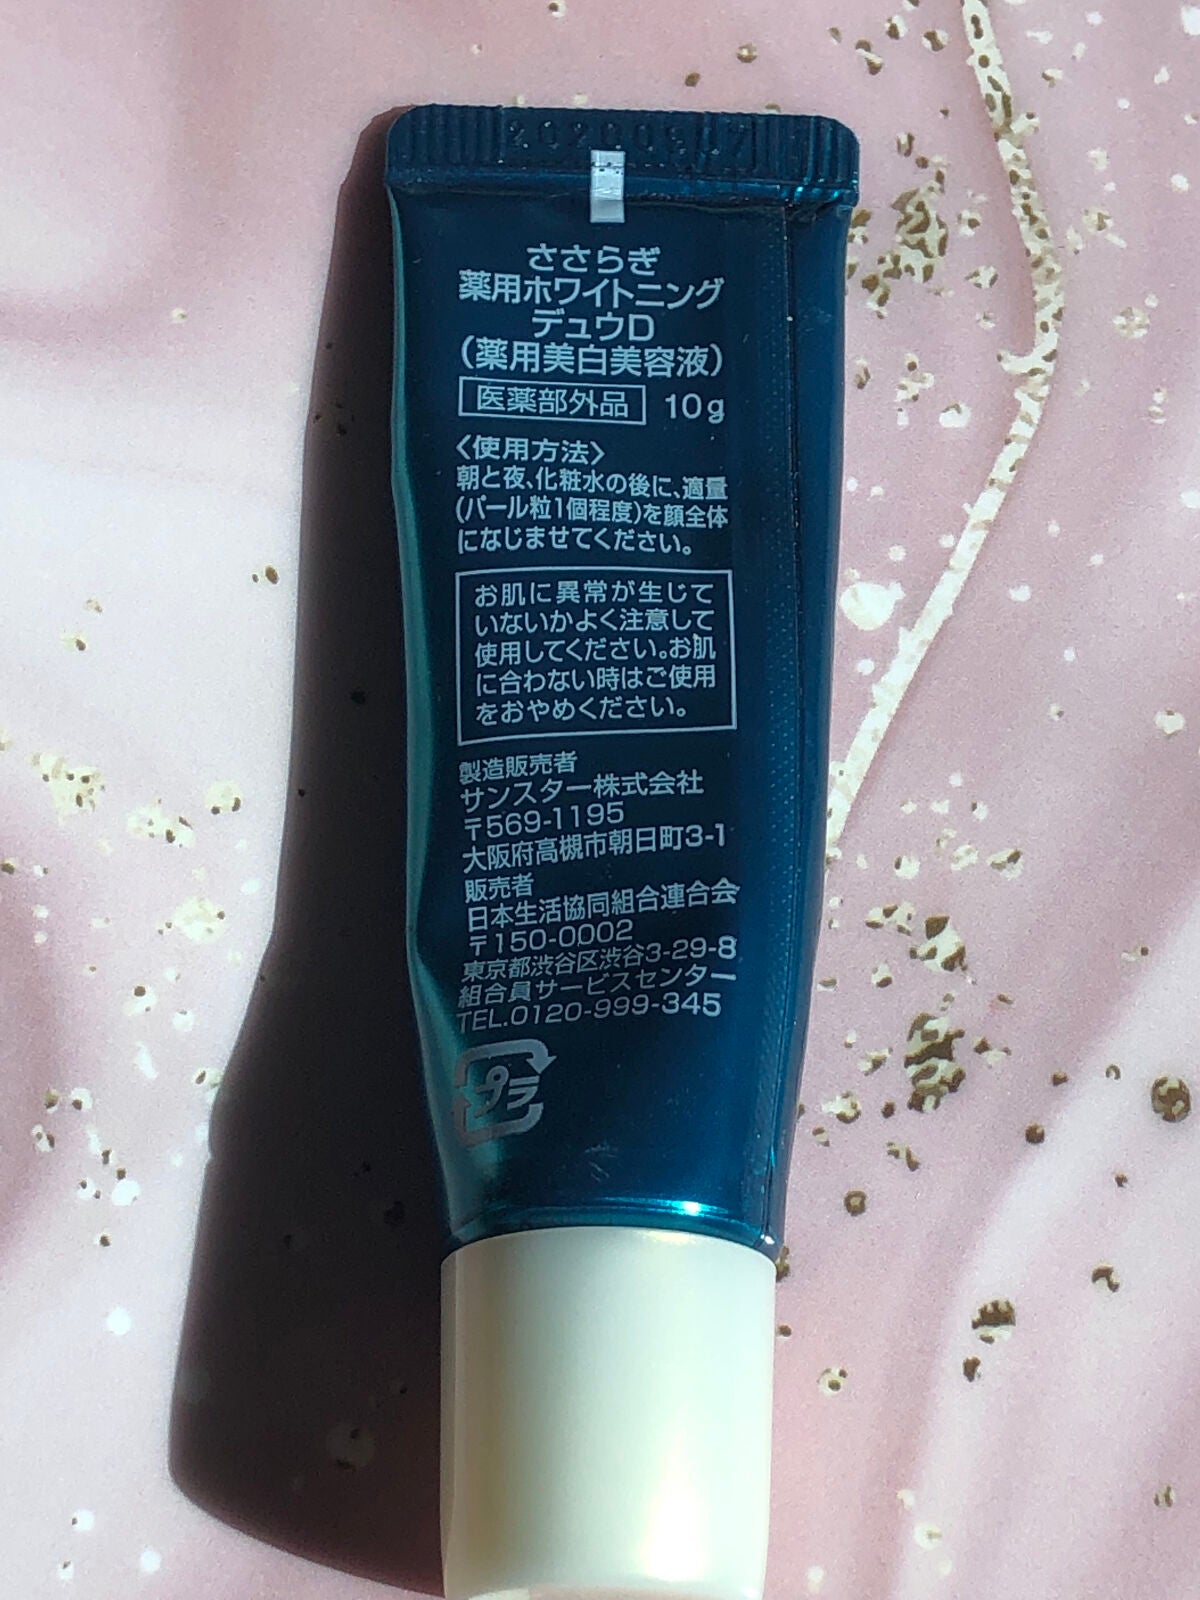 ささらぎ
薬用ホワイトニング
デュウD
(薬用美白美容液)
医薬部外品 10g
〈使用方法〉
朝と夜、化粧水の後に、適量
(パール粒1個程度)を顔全体
になじませてください。
お肌に異常が生じて
いないかよく注意して
使用してください。お肌
に合わない時はご使用
をおやめください。
製造販売者
サンスター株式会社
〒569-1195
大阪府高槻市朝日町3-1
販売者
日本生活協同組合連合会
〒150-0002
東京都渋谷区渋谷3-29-8
組合員サービスセンター
TEL.0120-999-345
プラ